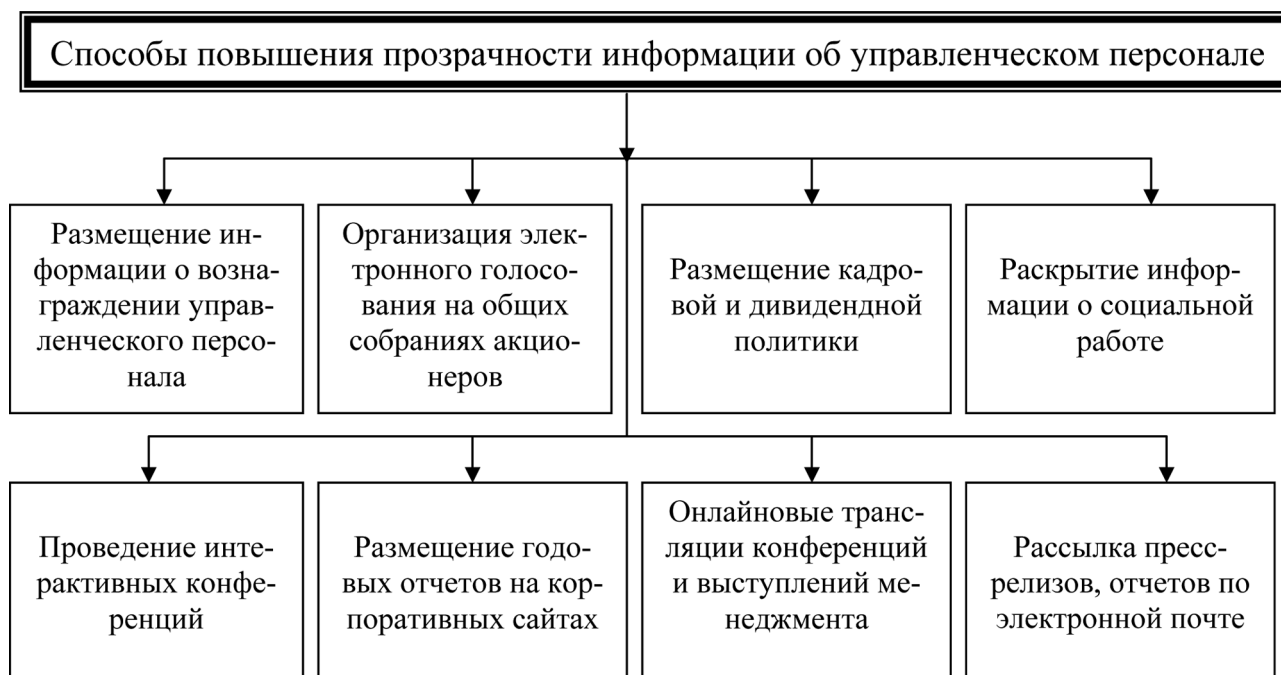 Способы повышения прозрачности информации об управленческом персонале
Размещение ин-
формации о возна-
граждении управ-
ленческого персо-
нала
Организация элек-
тронного голосо-
вания на общих
собраниях акцио-
неров
Размещение кадро-
вой и дивидендной
политики
Раскрытие инфор-
мации о социальной
работе
Проведение инте-
рактивных конфе-
ренций
Размещение годо-
вых отчетов на кор-
поративных сайтах
Онлайновые транс-
ляции конференций
и выступлений ме-
неджмента
Рассылка пресс-
релизов, отчетов по
электронной почте